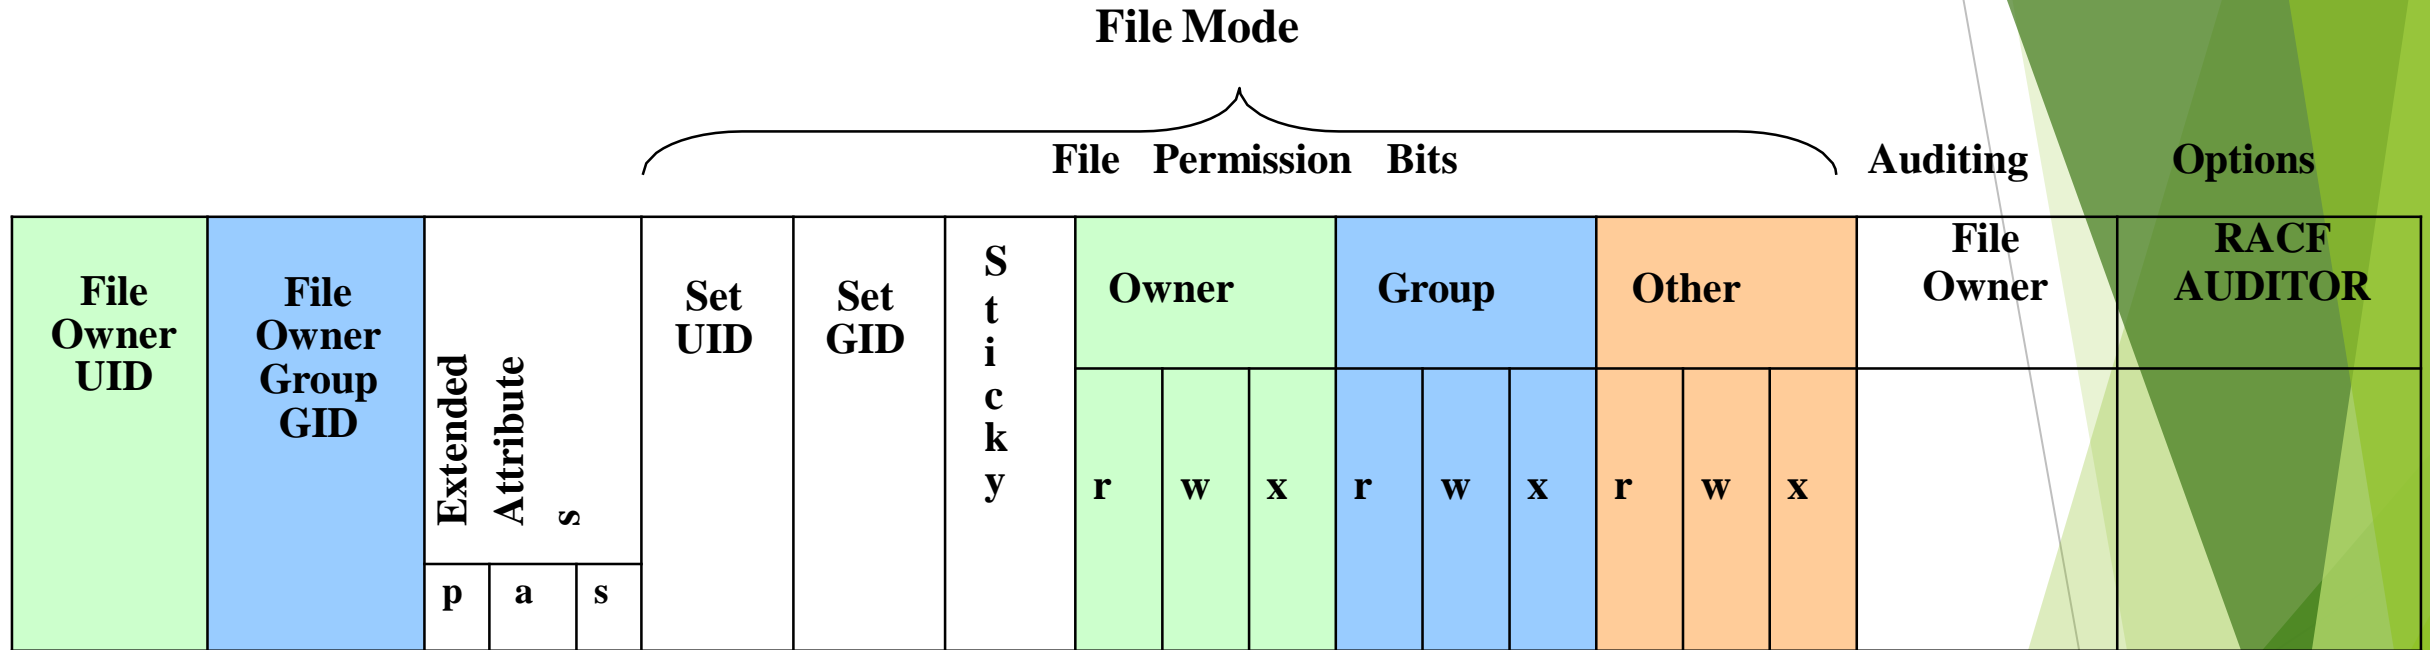 File Mode
File Permission Bits
Auditing Options
File
Owner
UID
File
Owner
Group
GID
Extended
Attribute
s
p a s
Set
UID
Set
GID
S
t
i
c
k
y
Owner
r w x
Group
r w x
Other
r w x
File
Owner
RACF
AUDITOR